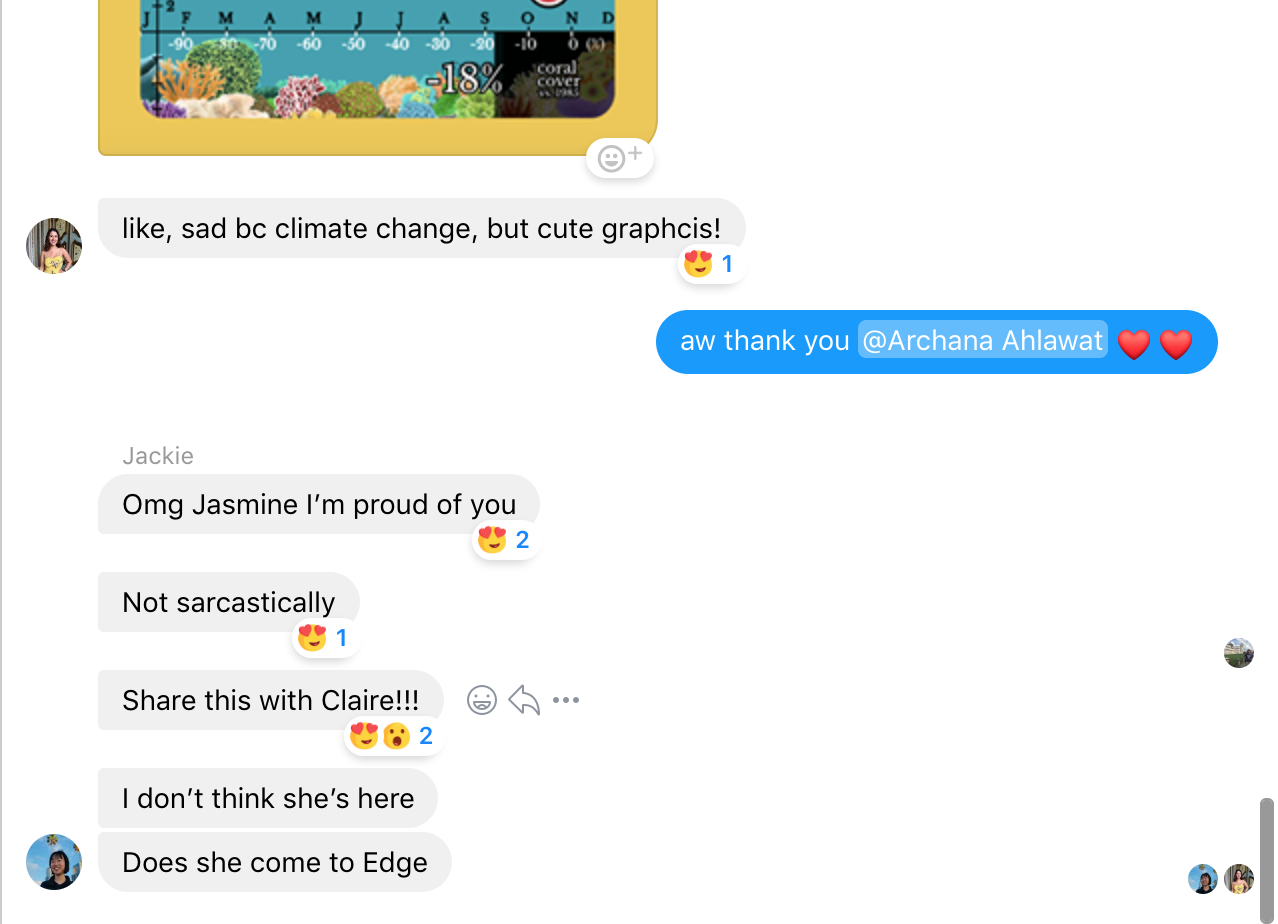 J F M A M J J A S O N D
-2
-90 -80 -70 -60 -50 -40 -30 -20 -10 0 (%)
-18% coral
cover
like, sad bc climate change, but cute graphcis!
1
aw thank you @Archana Ahlawat ❤️ ❤️
Jackie
Omg Jasmine I’m proud of you
2
Not sarcastically
1
Share this with Claire!!!
2
I don’t think she’s here
Does she come to Edge